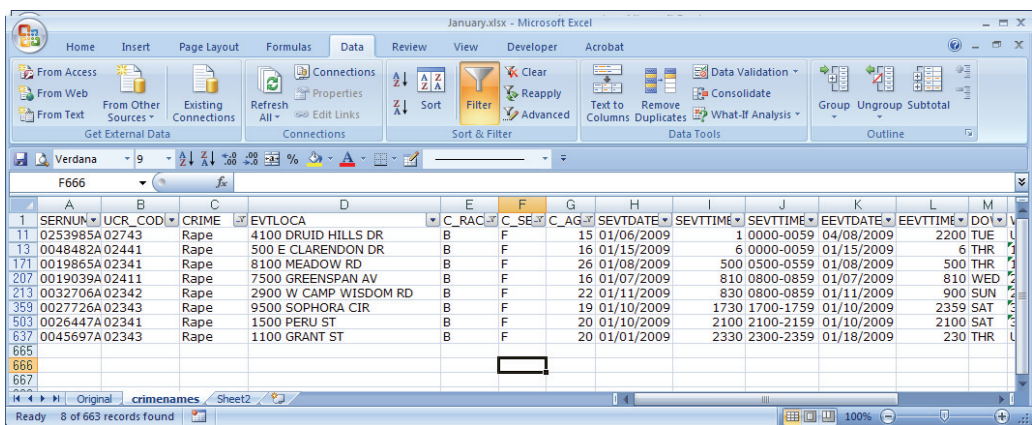 January.xlsx - Microsoft Excel
Home Insert Page Layout Formulas Data Review View Developer Acrobat
From Access
From Web
From Text
From Other Sources
Existing Connections
Get External Data
Refresh All
Connections
Properties
Edit Links
Connections
Sort
Filter
Clear
Reapply
Advanced
Sort & Filter
Text to Columns
Remove Duplicates
Data Validation
Consolidate
What-If Analysis
Data Tools
Group Ungroup Subtotal
Outline
Verdana 9
F666 fx
A B C D E F G H I J K L M
1 SERNUM UCR_COD CRIME EVTLOCA C_RAC C_SE C_AG SEVTDATE SEVTTIME SEVTTIME EEVTDATE EEVTTIME DO
11 0253985A 02743 Rape 4100 DRUID HILLS DR B F 15 01/06/2009 1 0000-0059 04/08/2009 2200 TUE
13 0048482A 02441 Rape 500 E CLARENDON DR B F 16 01/15/2009 6 0000-0059 01/15/2009 6 THR
171 0019865A 02341 Rape 8100 MEADOW RD B F 26 01/08/2009 500 0500-0559 01/08/2009 500 THR
207 0019039A 02411 Rape 7500 GREENSPAN AV B F 16 01/07/2009 810 0800-0859 01/07/2009 810 WED
213 0032706A 02342 Rape 2900 W CAMP WISDOM RD B F 22 01/11/2009 830 0800-0859 01/11/2009 900 SUN
359 0027726A 02343 Rape 9500 SOPHORA CIR B F 19 01/10/2009 1730 1700-1759 01/10/2009 2359 SAT
503 0026447A 02341 Rape 1500 PERU ST B F 20 01/10/2009 2100 2100-2159 01/10/2009 2100 SAT
637 0045697A 02343 Rape 1100 GRANT ST B F 20 01/01/2009 2330 2300-2359 01/18/2009 230 THR
665
666
667
Original crimenames Sheet2
Ready 8 of 663 records found 100%